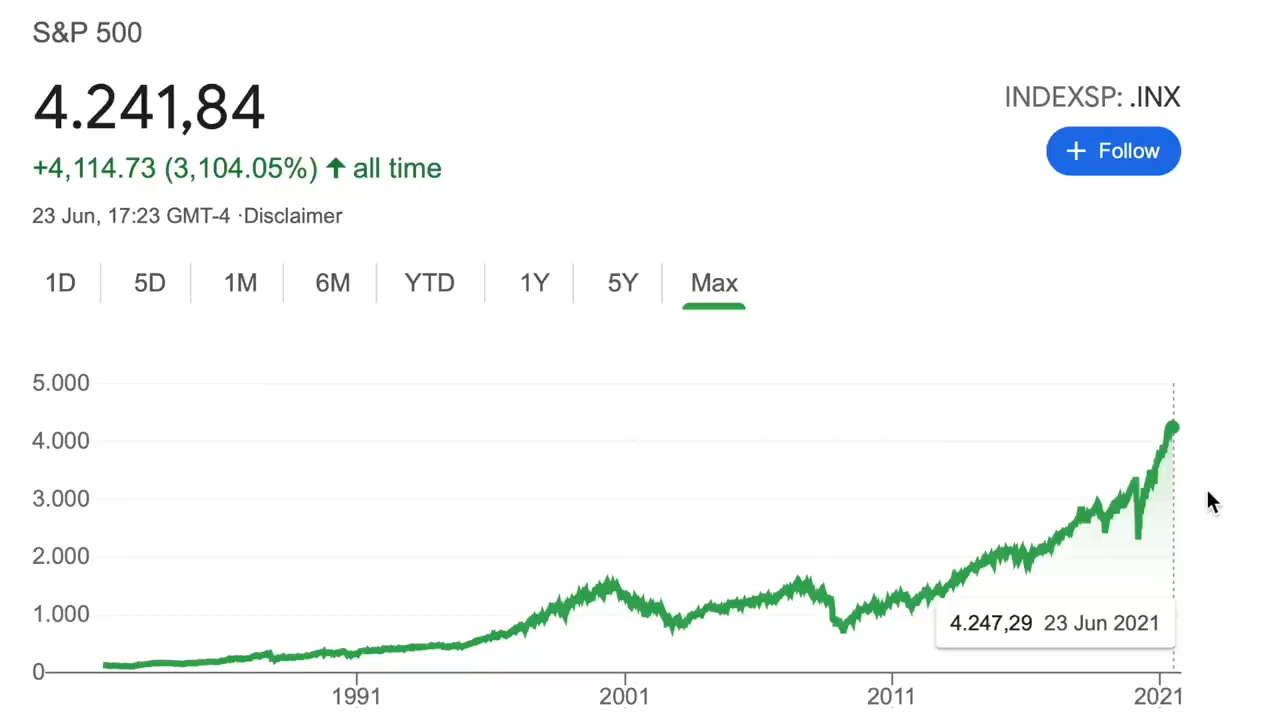 S&P 500
4.241,84
INDEXSP: .INX
+ Follow
+4,114.73 (3,104.05%) ↑ all time
23 Jun, 17:23 GMT-4 ·Disclaimer
1D 5D 1M 6M YTD 1Y 5Y Max
5.000
4.000
3.000
2.000
1.000
4.247,29 23 Jun 2021
0
1991 2001 2011 2021